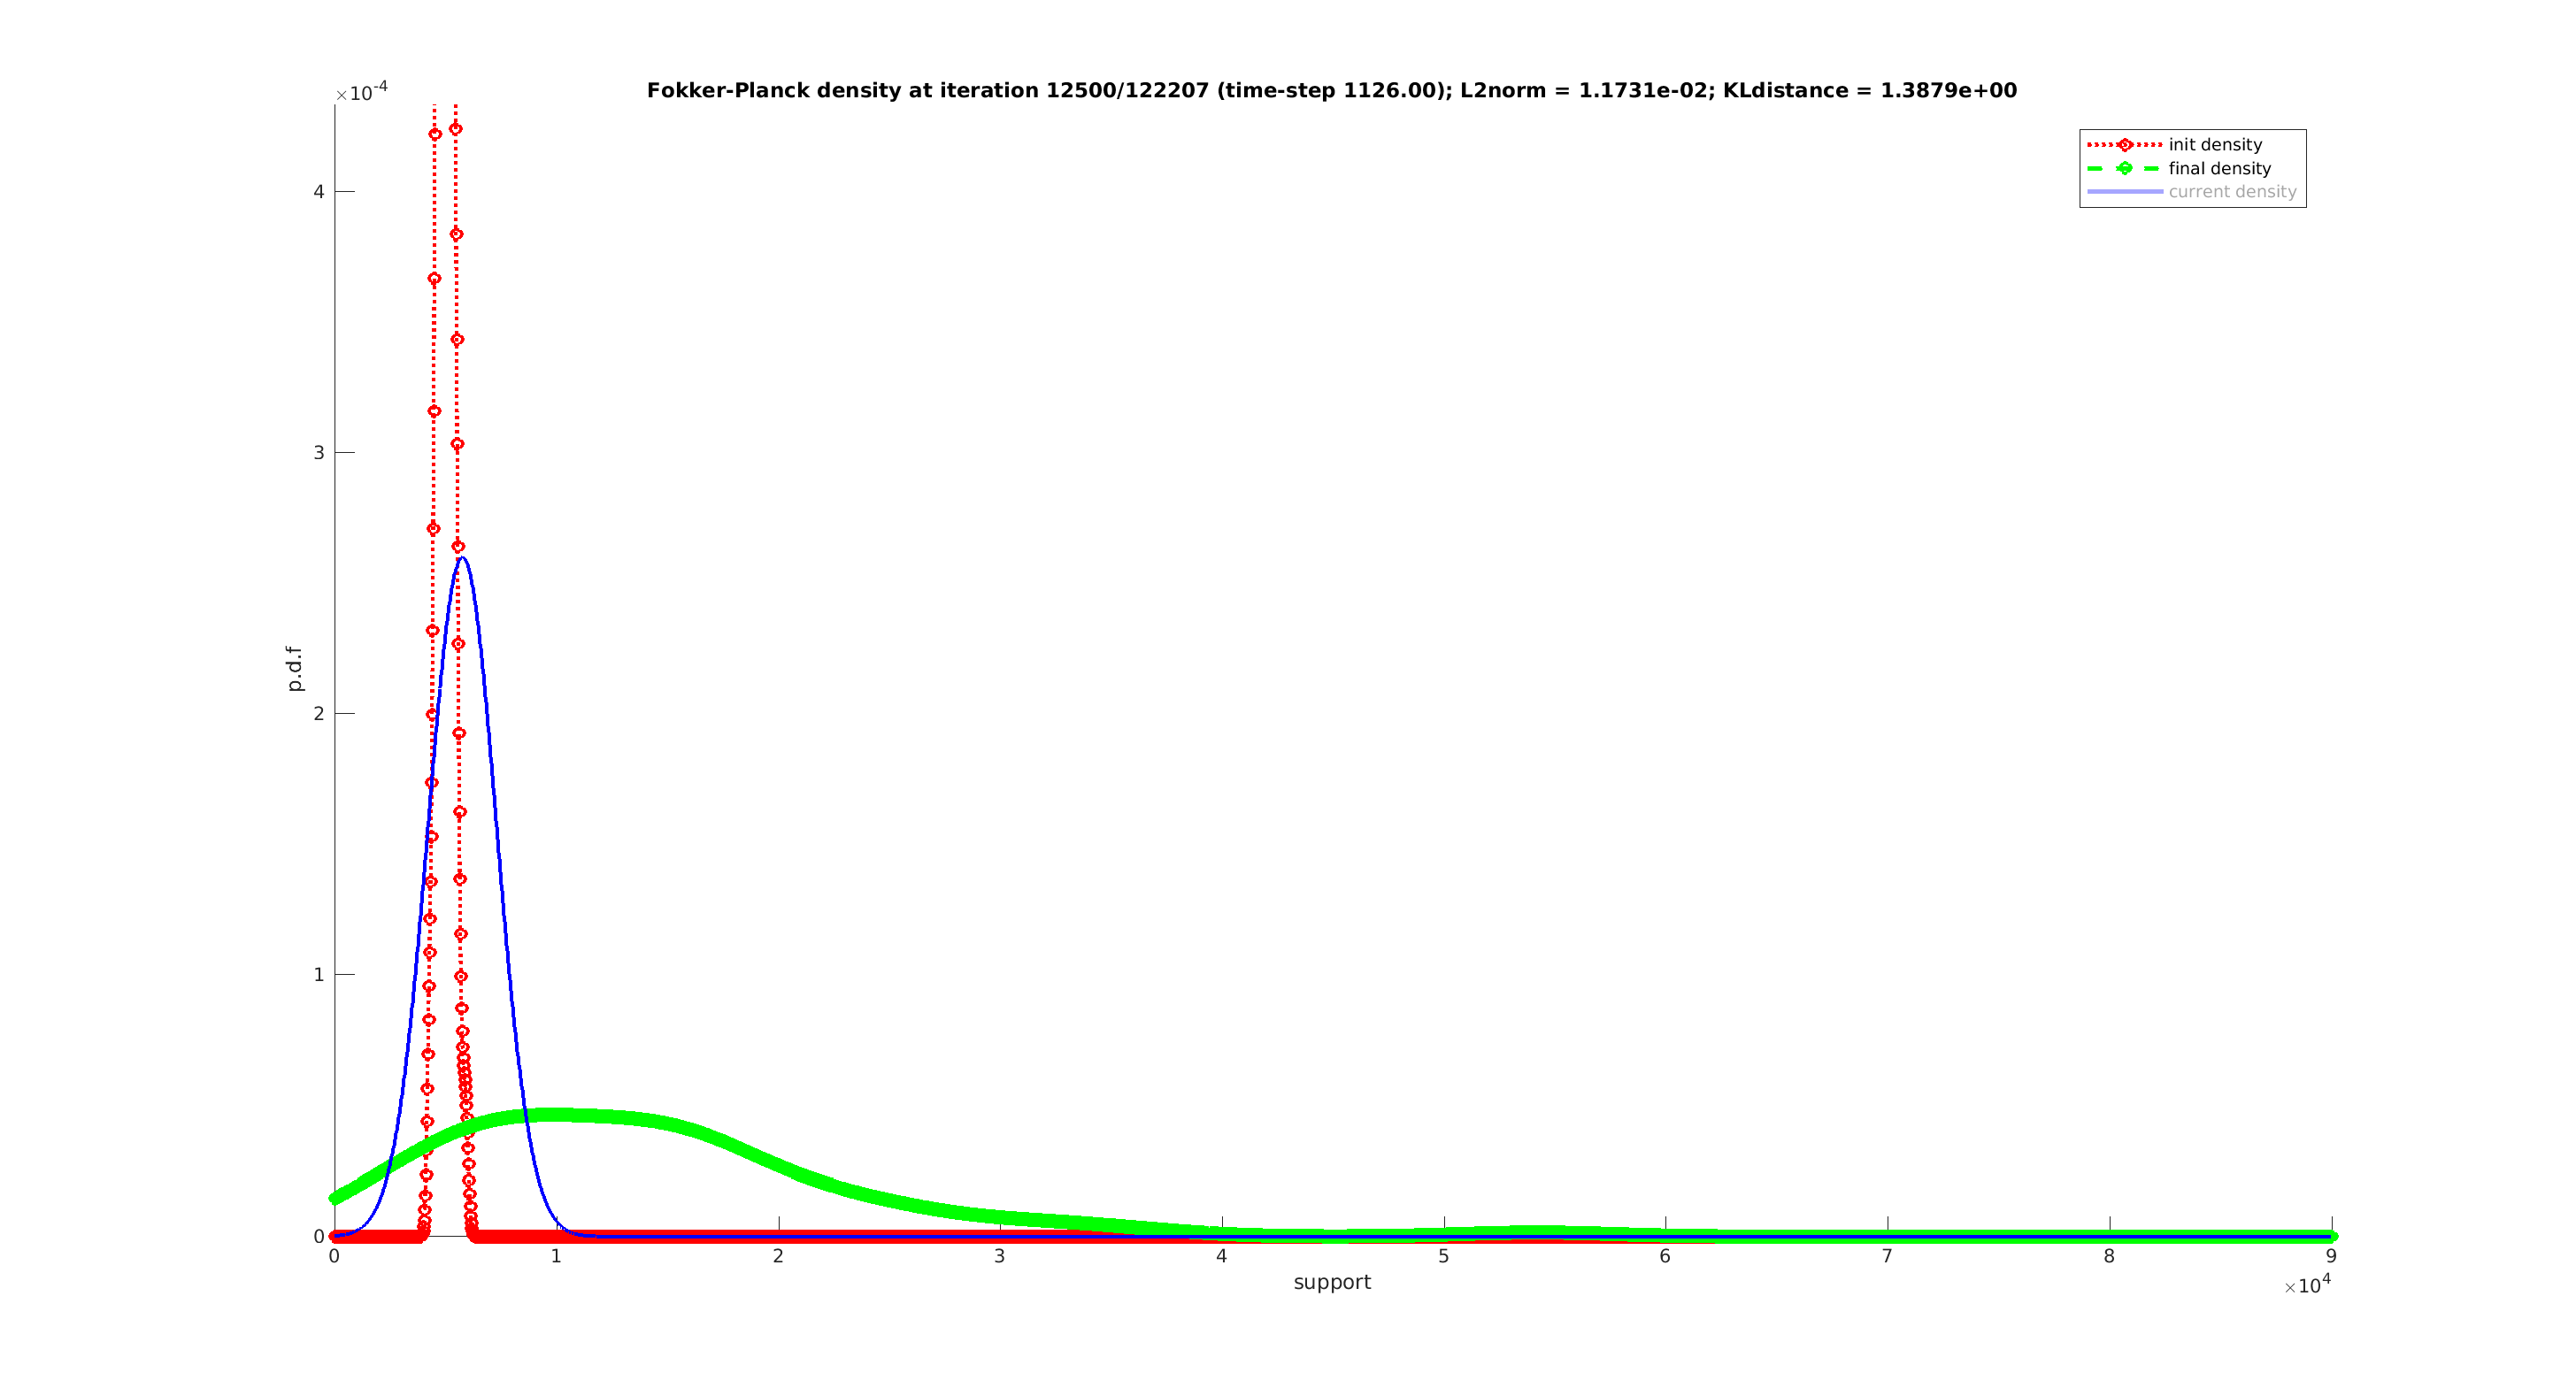 Fokker-Planck density at iteration 12500/122207 (time-step 1126.00); L2norm = 1.1731e-02; KLdistance = 1.3879e+00
×10-4
init density
final density
current density
4
3
2
1
0
p.d.f
0 1 2 3 4 5 6 7 8 9
support
×104